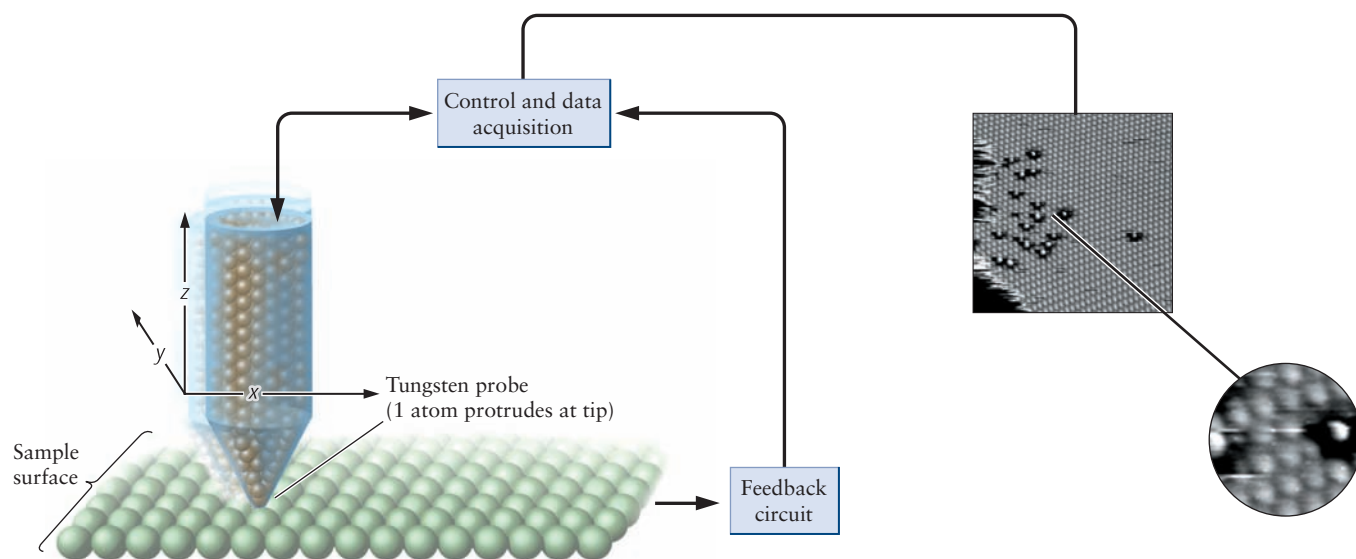 Control and data
acquisition
z
y
x
Tungsten probe
(1 atom protrudes at tip)
Sample
surface
Feedback
circuit